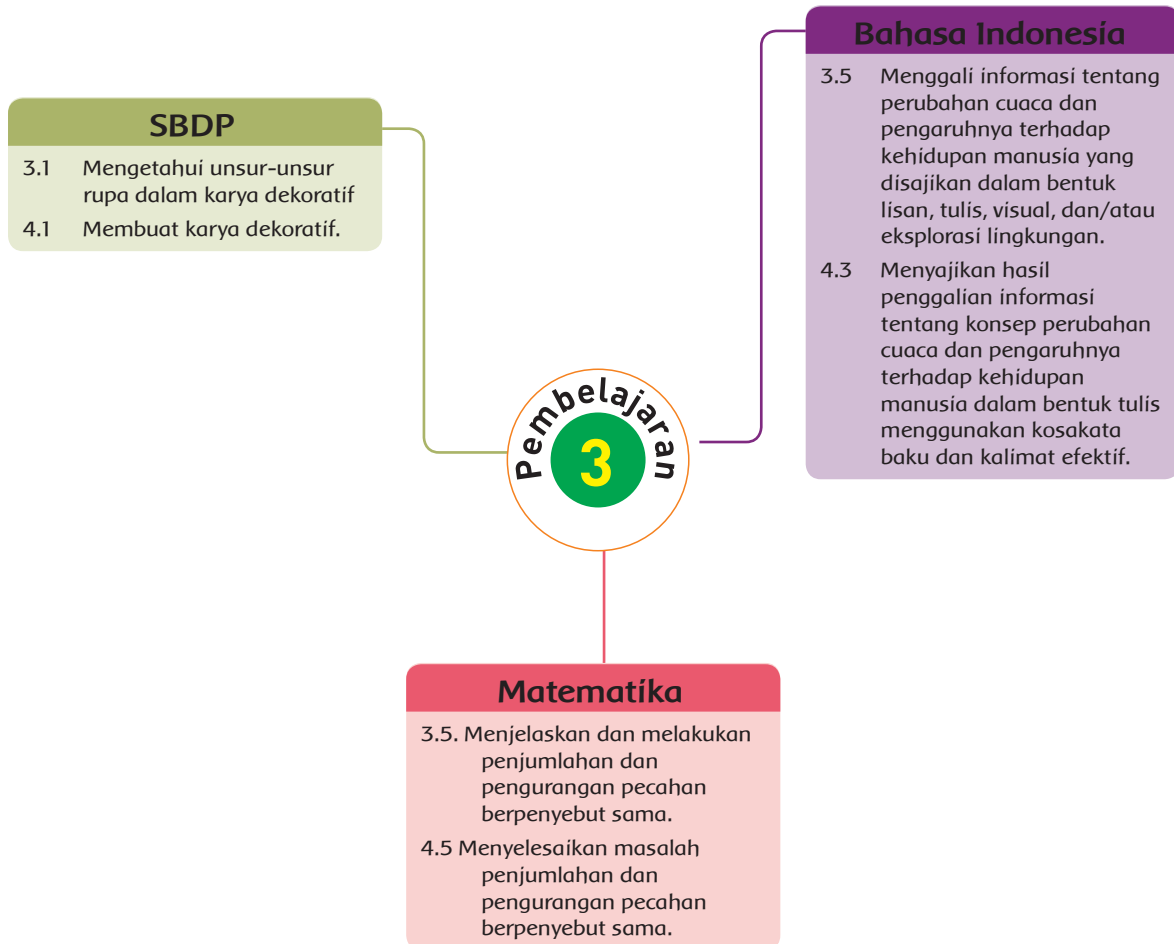 SBDP
3.1 Mengetahui unsur-unsur
rupa dalam karya dekoratif
4.1 Membuat karya dekoratif.
Bahasa Indonesia
3.5 Menggali informasi tentang
perubahan cuaca dan
pengaruhnya terhadap
kehidupan manusia yang
disajikan dalam bentuk
lisan, tulis, visual, dan/atau
eksplorasi lingkungan.
4.3 Menyajikan hasil
penggalian informasi
tentang konsep perubahan
cuaca dan pengaruhnya
terhadap kehidupan
manusia dalam bentuk tulis
menggunakan kosakata
baku dan kalimat efektif.
Pembelajaran
3
Matematika
3.5. Menjelaskan dan melakukan
penjumlahan dan
pengurangan pecahan
berpenyebut sama.
4.5 Menyelesaikan masalah
penjumlahan dan
pengurangan pecahan
berpenyebut sama.